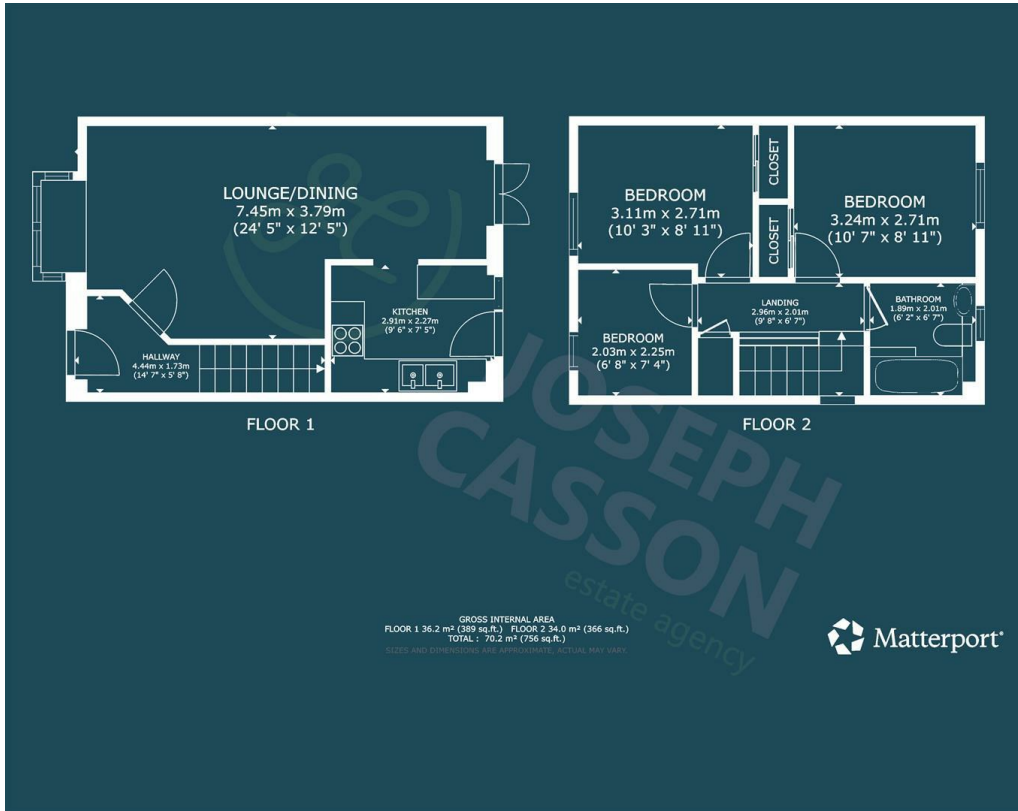 LOUNGE/DINING
7.45m x 3.79m
(24' 5" x 12' 5")
KITCHEN
2.91m x 2.27m
(9' 6" x 7' 5")
HALLWAY
4.44m x 1.73m
(14' 7" x 5' 8")
FLOOR 1
BEDROOM
3.11m x 2.71m
(10' 3" x 8' 11")
CLOSET
CLOSET
BEDROOM
3.24m x 2.71m
(10' 7" x 8' 11")
LANDING
2.96m x 2.01m
(9' 8" x 6' 7")
BATHROOM
1.89m x 2.01m
(6' 2" x 6' 7")
BEDROOM
2.03m x 2.25m
(6' 8" x 7' 4")
FLOOR 2
JOSEPH
CASSON
estate agency
GROSS INTERNAL AREA
FLOOR 1 36.2 m² (389 sq.ft.) FLOOR 2 34.0 m² (366 sq.ft.)
TOTAL : 70.2 m² (756 sq.ft.)
SIZES AND DIMENSIONS ARE APPROXIMATE, ACTUAL MAY VARY.
Matterport®